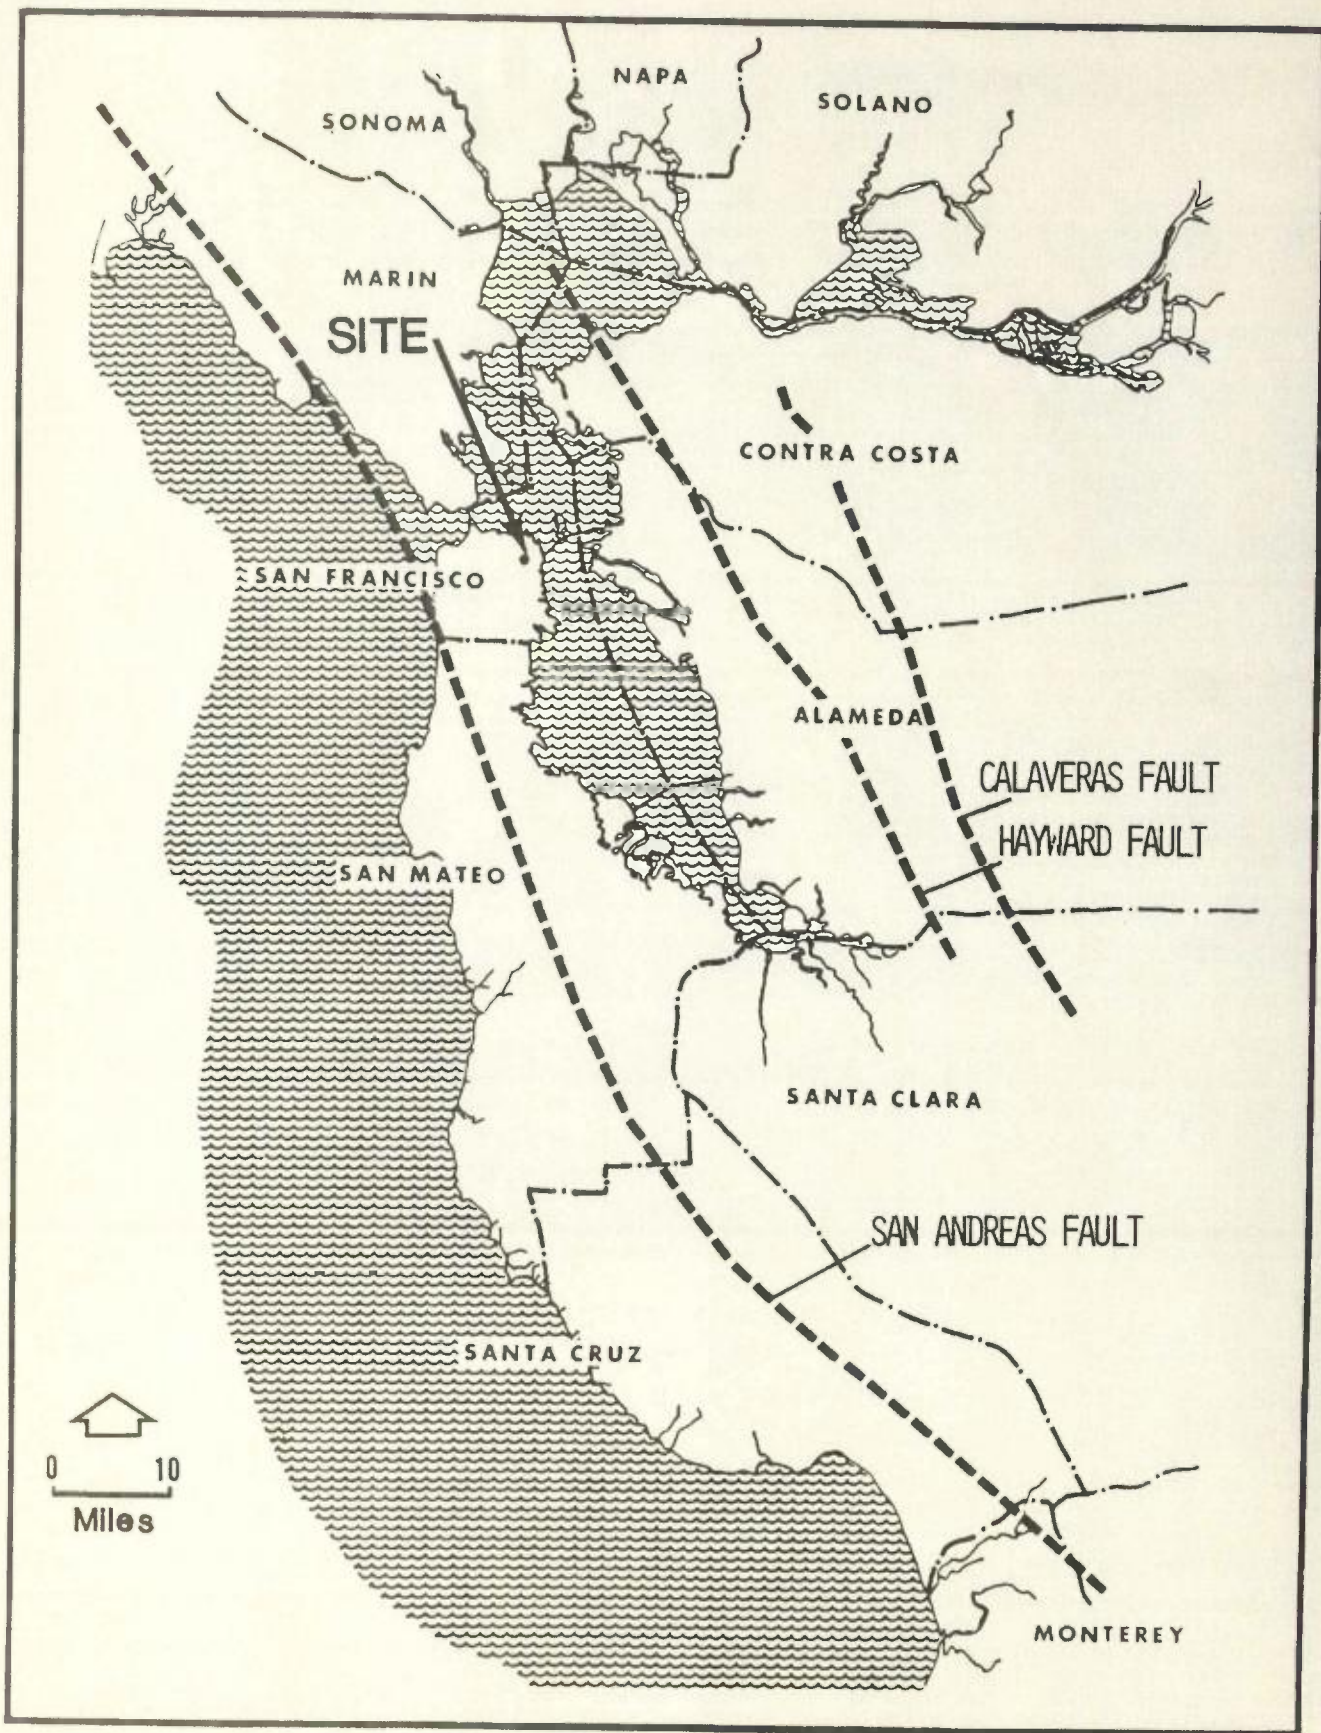 NAPA
SOLANO
SONOMA
MARIN
SITE
CONTRA COSTA
SAN FRANCISCO
ALAMEDA
CALAVERAS FAULT
HAYWARD FAULT
SAN MATEO
SANTA CLARA
SAN ANDREAS FAULT
SANTA CRUZ
0 10
Miles
MONTEREY